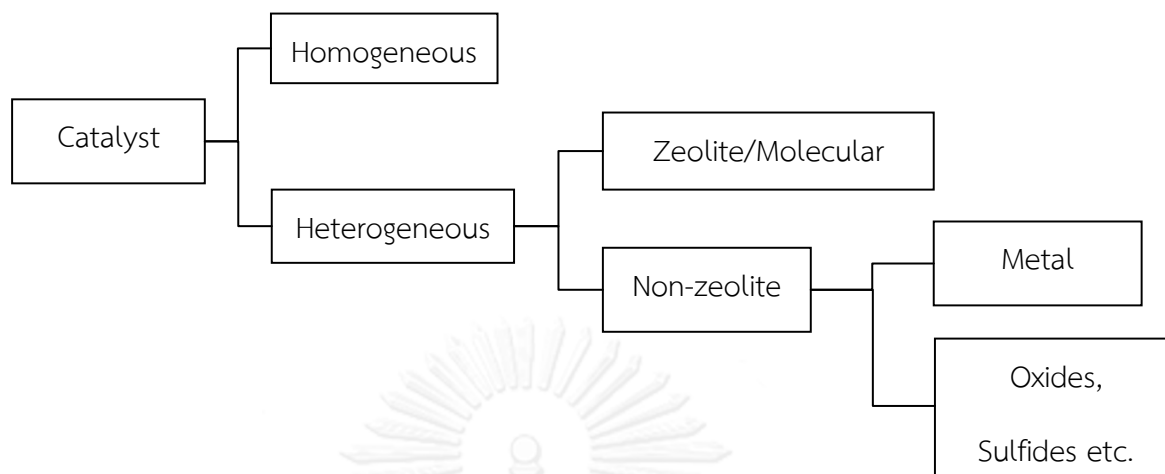 Homogeneous
Catalyst
Zeolite/Molecular
Heterogeneous
Metal
Non-zeolite
Oxides,
Sulfides etc.